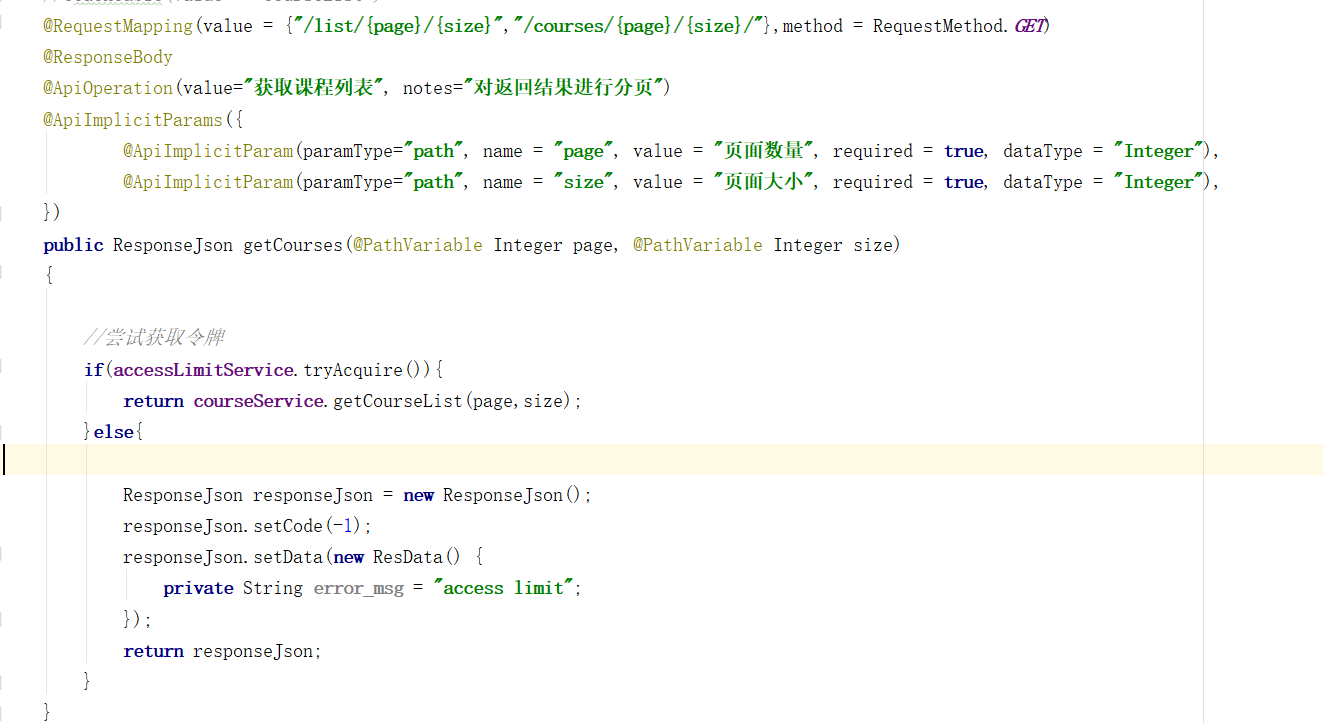 @RequestMapping(value = {"/list/{page}/{size}","/courses/{page}/{size}/"},method = RequestMethod.GET)
@ResponseBody
@ApiOperation(value="获取课程列表", notes="对返回结果进行分页")
@ApiImplicitParams({
@ApiImplicitParam(paramType="path", name = "page", value = "页面数量", required = true, dataType = "Integer"),
@ApiImplicitParam(paramType="path", name = "size", value = "页面大小", required = true, dataType = "Integer"),
})
public ResponseJson getCourses(@PathVariable Integer page, @PathVariable Integer size)
{
//尝试获取令牌
if(accessLimitService.tryAcquire()){
return courseService.getCourseList(page,size);
}else{
ResponseJson responseJson = new ResponseJson();
responseJson.setCode(-1);
responseJson.setData(new ResData() {
private String error_msg = "access limit";
});
return responseJson;
}
}